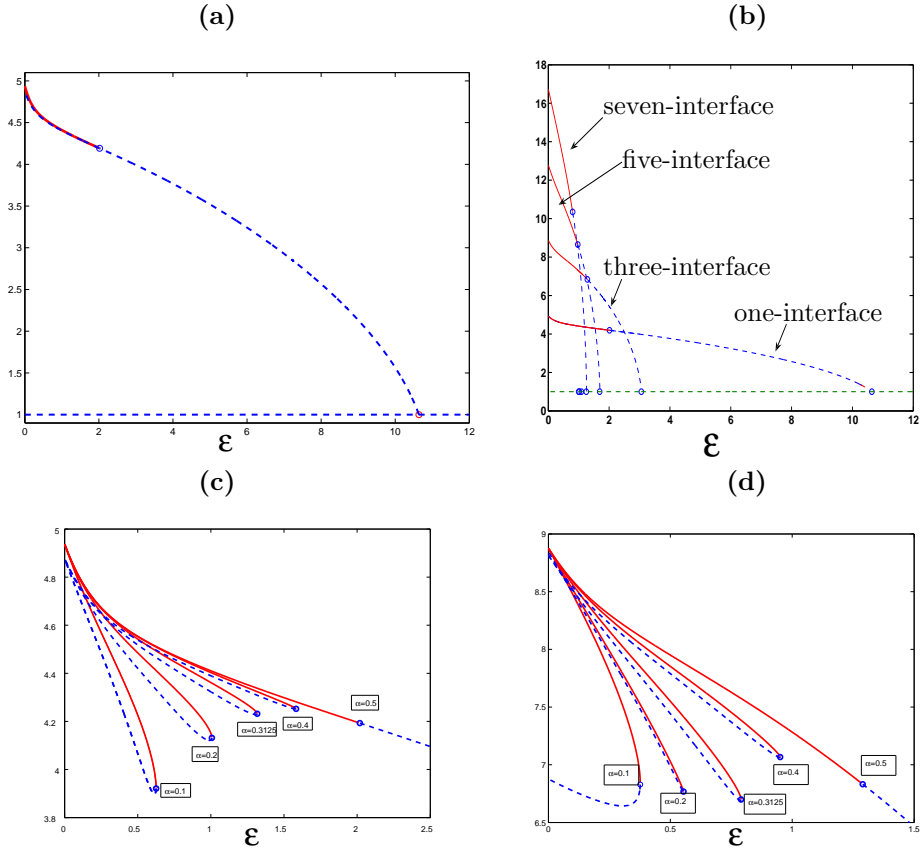 (a)
(b)
5
4.5
4
3.5
3
2.5
2
1.5
1
0 2 4 6 8 10 12
ε
18
16
14
12
10
8
6
4
2
0
seven-interface
five-interface
three-interface
one-interface
0 2 4 6 8 10 12
ε
(c)
(d)
5
4.8
4.6
4.4
4.2
4
3.8
α=0.5
α=0.4
α=0.3125
α=0.2
α=0.1
0 0.5 1 1.5 2 2.5
ε
9
8.5
8
7.5
7
6.5
α=0.1
α=0.2
α=0.3125
α=0.4
α=0.5
0 0.5 1 1.5
ε